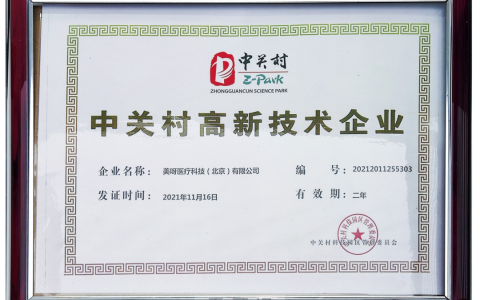 中关村
Z-Park
ZHONGGUANCUN SCIENCE PARK
中关村高新技术企业
企业名称: 美呀医疗科技（北京）有限公司 编 号: 20212011255303
发证时间: 2021年11月16日 有 效 期: 二年
中关村科技园区管理委员会